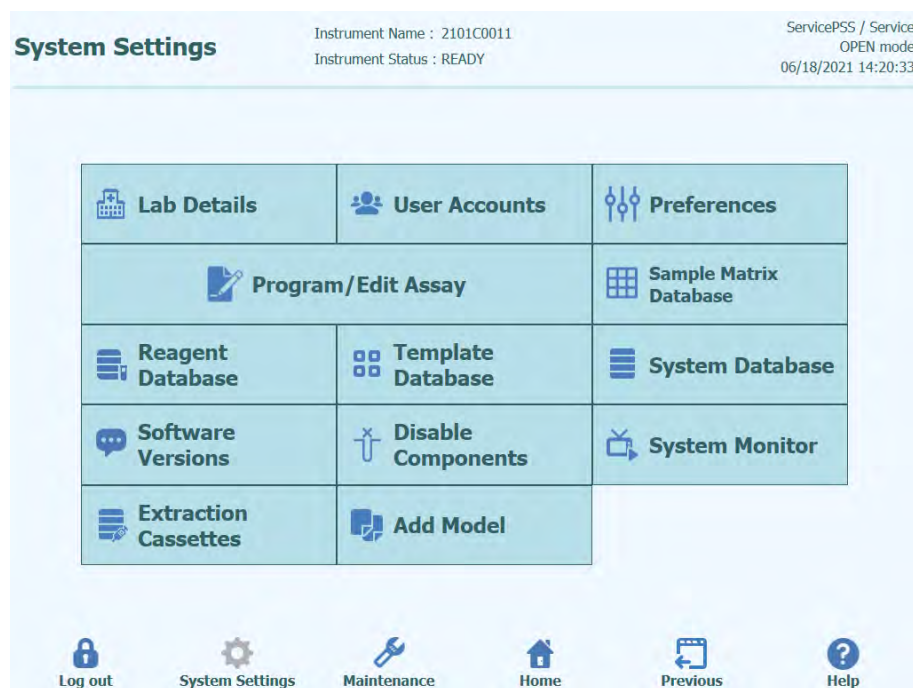 System Settings
Instrument Name : 2101C0011
Instrument Status : READY
ServicePSS / Service
OPEN mode
06/18/2021 14:20:33
Lab Details
User Accounts
Preferences
Program/Edit Assay
Sample Matrix
Database
Reagent
Database
Template
Database
System Database
Software
Versions
Disable
Components
System Monitor
Extraction
Cassettes
Add Model
Log out
System Settings
Maintenance
Home
Previous
Help